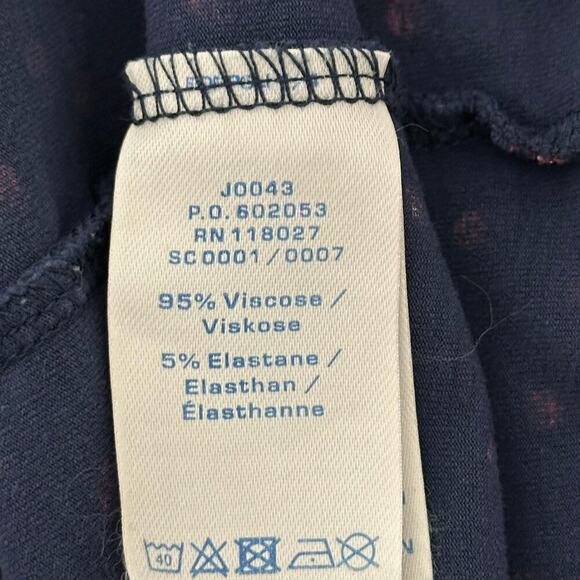 J0043
P.O. 602053
RN 118027
SC0001 / 0007
95% Viscose /
Viskose
5% Elastane /
Elasthan /
Élasthanne
40
N